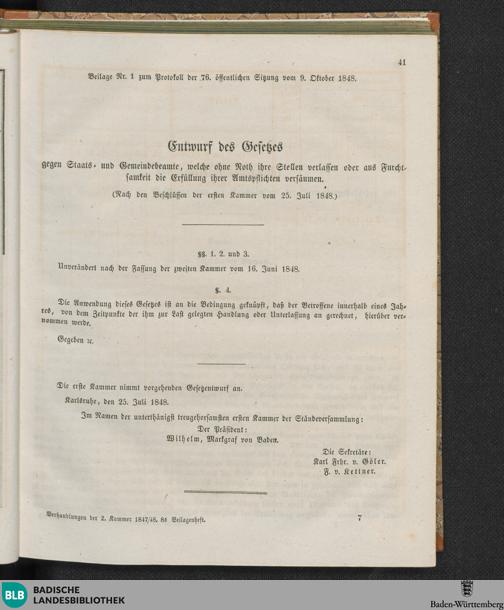 41
Beilage Nr. 1 zum Protokoll der 76. öffentlichen Sitzung vom 9. Oktober 1848.
Entwurf des Gesetzes
gegen Staats- und Gemeindebeamte, welche ohne Noth ihre Stellen verlassen oder aus Furcht-
samkeit die Erfüllung ihrer Amtspflichten versäumen.
(Nach den Beschlüssen der ersten Kammer vom 25. Juli 1848.)
§§. 1. 2. und 3.
Unverändert nach der Fassung der zweiten Kammer vom 16. Juni 1848.
§. 4.
Die Anwendung dieses Gesetzes ist an die Bedingung geknüpft, daß der Betroffene innerhalb eines Jah-
res, von dem Zeitpunkte der ihm zur Last gelegten Handlung oder Unterlassung an gerechnet, hierüber ver-
nommen werde.
Gegeben ꝛc.
Die erste Kammer nimmt vorgehenden Gesetzentwurf an.
Karlsruhe, den 25. Juli 1848.
Im Namen der unterthänigst treugehorsamsten ersten Kammer der Ständeversammlung:
Der Präsident:
Wilhelm, Markgraf von Baden.
Die Sekretäre:
Karl Frhr. v. Göler.
F. v. Kettner.
Verhandlungen der 2. Kammer 1847/48. 8s Beilagenheft.
7
BLB BADISCHE
LANDESBIBLIOTHEK
Baden-Württemberg